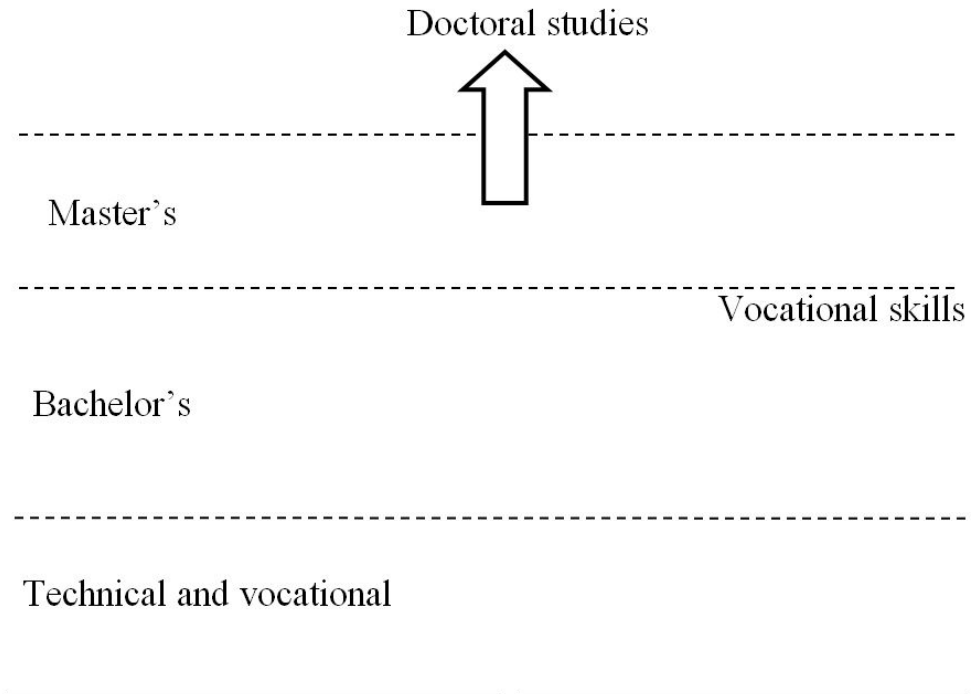 Doctoral studies
Master’s
Vocational skills
Bachelor’s
Technical and vocational